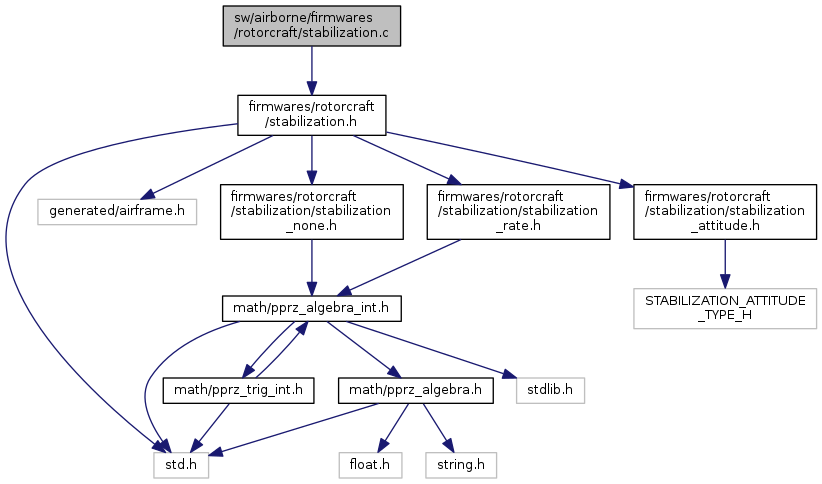 sw/airborne/firmwares
/rotorcraft/stabilization.c
firmwares/rotorcraft
/stabilization.h
generated/airframe.h
firmwares/rotorcraft
/stabilization/stabilization
_none.h
firmwares/rotorcraft
/stabilization/stabilization
_rate.h
firmwares/rotorcraft
/stabilization/stabilization
_attitude.h
math/pprz_algebra_int.h
STABILIZATION_ATTITUDE
_TYPE_H
math/pprz_trig_int.h
math/pprz_algebra.h
stdlib.h
std.h
float.h
string.h